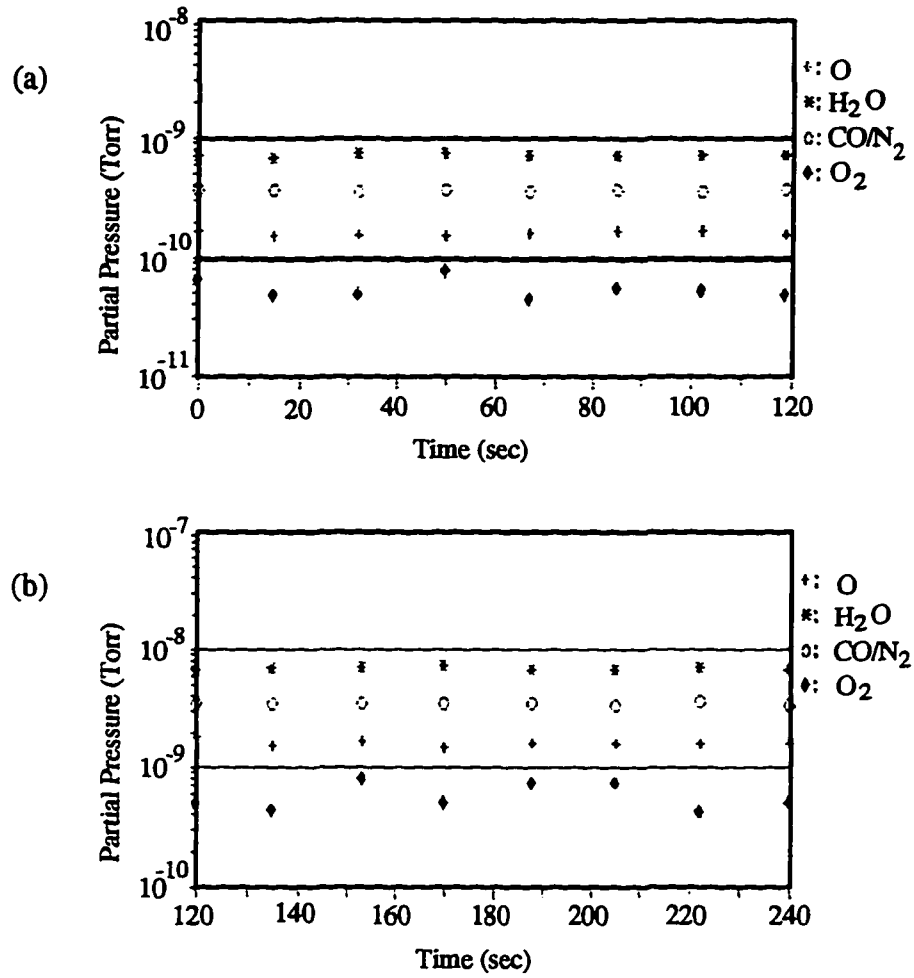 (a)
Partial Pressure (Torr)
10⁻⁸
10⁻⁹
10⁻¹⁰
10⁻¹¹
0 20 40 60 80 100 120
Time (sec)
+: O
*: H₂O
o: CO/N₂
♦: O₂
(b)
Partial Pressure (Torr)
10⁻⁷
10⁻⁸
10⁻⁹
10⁻¹⁰
120 140 160 180 200 220 240
Time (sec)
+: O
*: H₂O
o: CO/N₂
♦: O₂